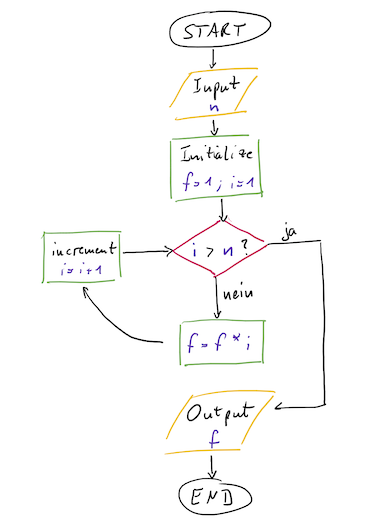 START
Input
n
Initialize
f=1; i=1
i > n ?
ja
increment
i=i+1
nein
f = f * i
Output
f
END